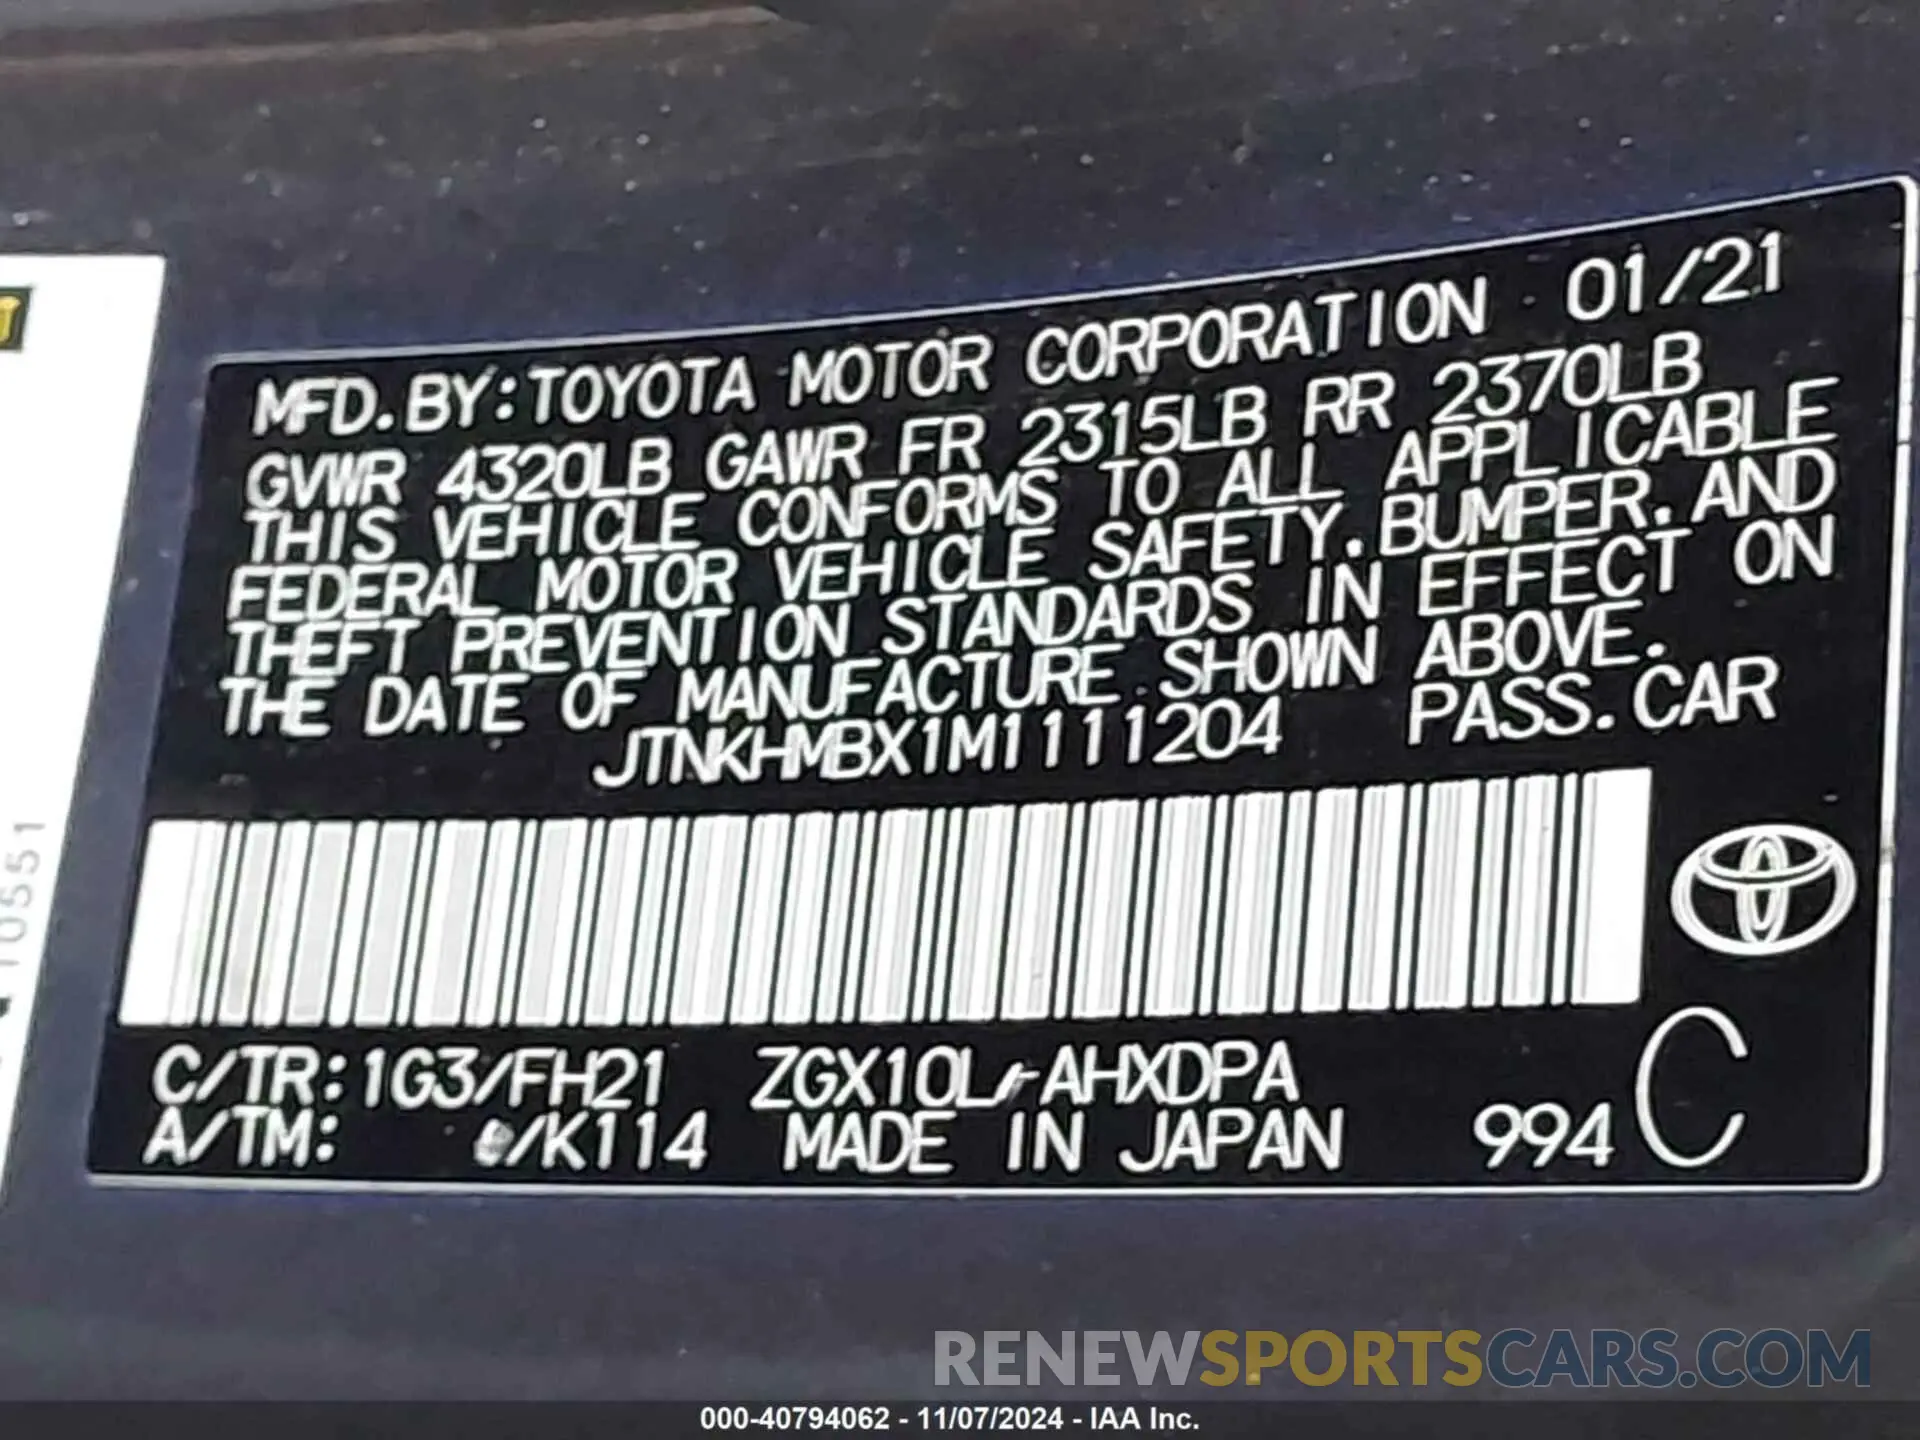 MFD. BY: TOYOTA MOTOR CORPORATION 01/21
GVWR 4320LB GAWR FR 2315LB RR 2370LB
THIS VEHICLE CONFORMS TO ALL APPLICABLE
FEDERAL MOTOR VEHICLE SAFETY, BUMPER, AND
THEFT PREVENTION STANDARDS IN EFFECT ON
THE DATE OF MANUFACTURE SHOWN ABOVE.
JTNKHMBX1M1111204 PASS. CAR
C/TR: 1G3/FH21 ZGX10L-AHXDPA
A/TM: /K114 MADE IN JAPAN 994 C
10551
RENEWSPORTSCARS.COM
000-40794062 - 11/07/2024 - IAA Inc.